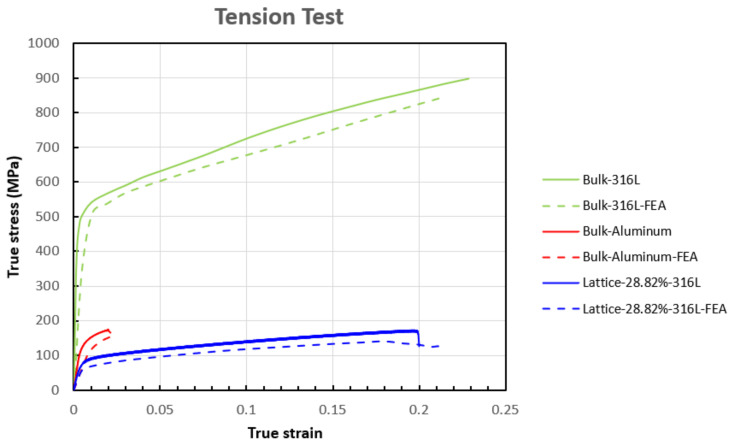 Tension Test
1000
900
800
700
600
500
400
300
200
100
0
True stress (MPa)
0 0.05 0.1 0.15 0.2 0.25
True strain
Bulk-316L
Bulk-316L-FEA
Bulk-Aluminum
Bulk-Aluminum-FEA
Lattice-28.82%-316L
Lattice-28.82%-316L-FEA